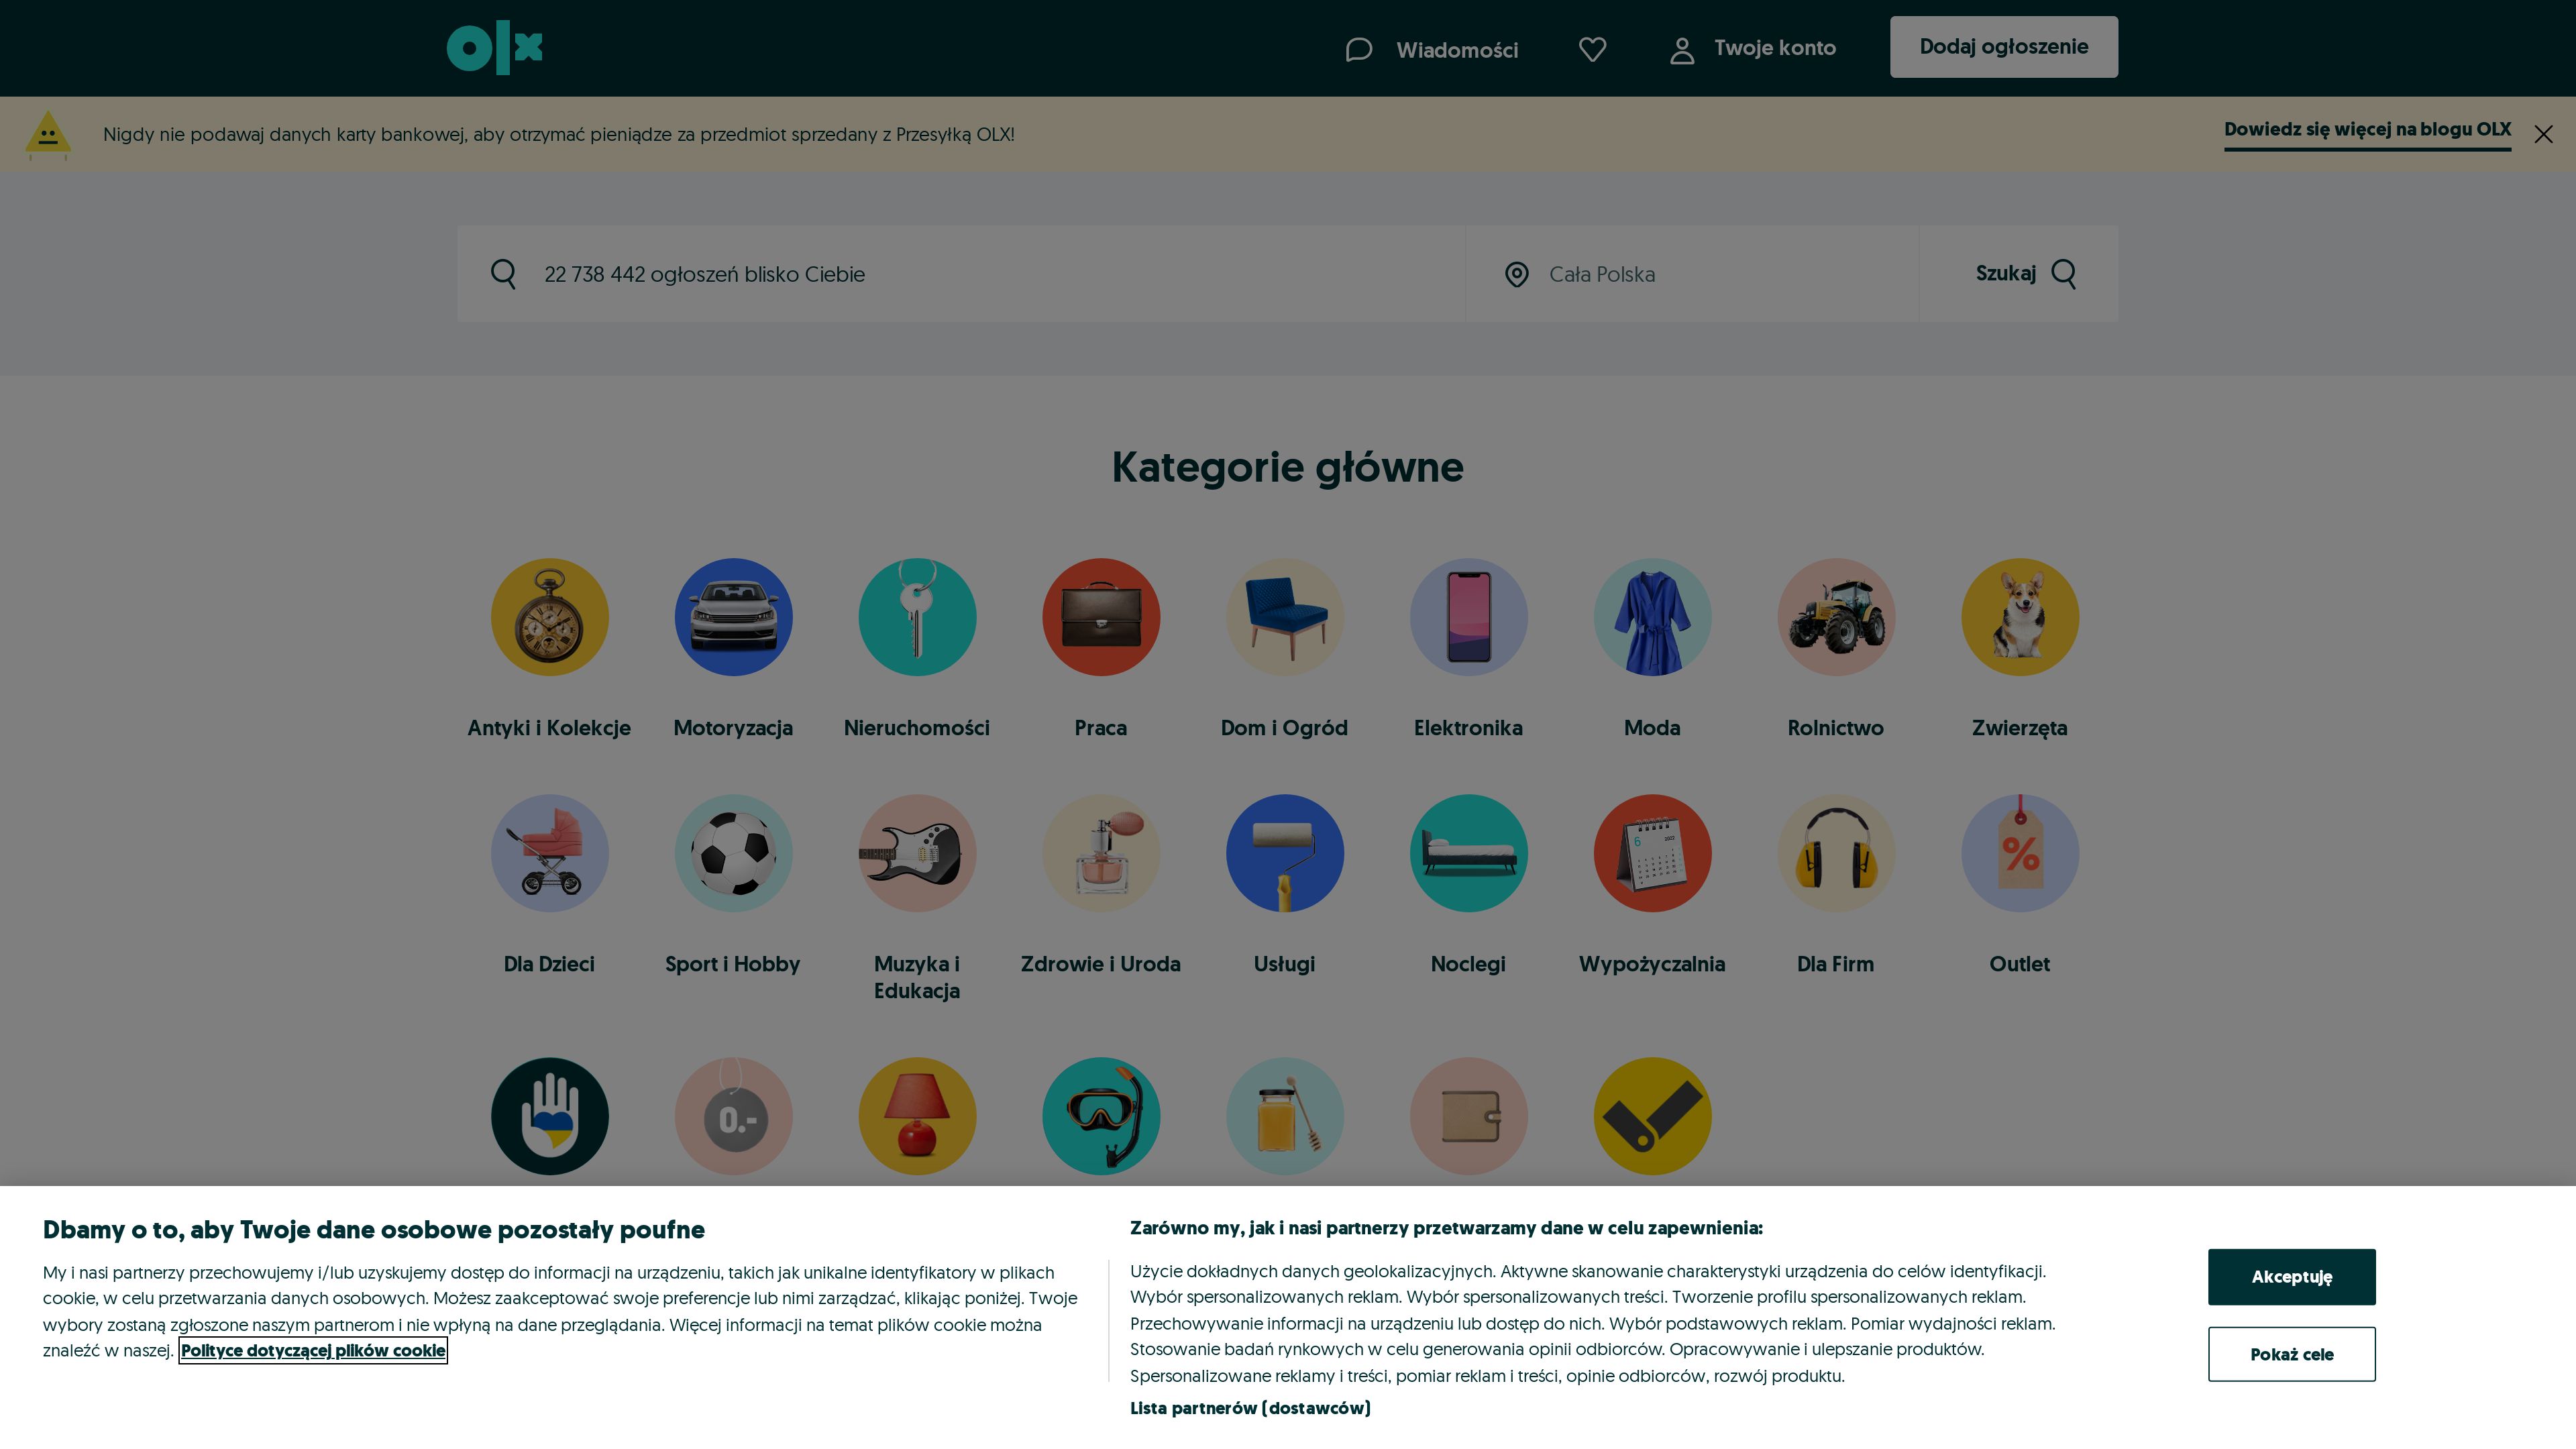 olx
Wiadomości
Twoje konto
Dodaj ogłoszenie
Nigdy nie podawaj danych karty bankowej, aby otrzymać pieniądze za przedmiot sprzedany z Przesyłką OLX!
Dowiedz się więcej na blogu OLX
22 738 442 ogłoszeń blisko Ciebie
Cała Polska
Szukaj
Kategorie główne
Antyki i Kolekcje
Motoryzacja
Nieruchomości
Praca
Dom i Ogród
Elektronika
Moda
Rolnictwo
Zwierzęta
6
%
Dla Dzieci
Sport i Hobby
Muzyka i
Edukacja
Zdrowie i Uroda
Usługi
Noclegi
Wypożyczalnia
Dla Firm
Outlet
0.-
Dbamy o to, aby Twoje dane osobowe pozostały poufne
My i nasi partnerzy przechowujemy i/lub uzyskujemy dostęp do informacji na urządzeniu, takich jak unikalne identyfikatory w plikach
cookie, w celu przetwarzania danych osobowych. Możesz zaakceptować swoje preferencje lub nimi zarządzać, klikając poniżej. Twoje
wybory zostaną zgłoszone naszym partnerom i nie wpłyną na dane przeglądania. Więcej informacji na temat plików cookie można
znaleźć w naszej. Polityce dotyczącej plików cookie
Zarówno my, jak i nasi partnerzy przetwarzamy dane w celu zapewnienia:
Użycie dokładnych danych geolokalizacyjnych. Aktywne skanowanie charakterystyki urządzenia do celów identyfikacji.
Wybór spersonalizowanych reklam. Wybór spersonalizowanych treści. Tworzenie profilu spersonalizowanych reklam.
Przechowywanie informacji na urządzeniu lub dostęp do nich. Wybór podstawowych reklam. Pomiar wydajności reklam.
Stosowanie badań rynkowych w celu generowania opinii odbiorców. Opracowywanie i ulepszanie produktów.
Spersonalizowane reklamy i treści, pomiar reklam i treści, opinie odbiorców, rozwój produktu.
Lista partnerów (dostawców)
Akceptuję
Pokaż cele